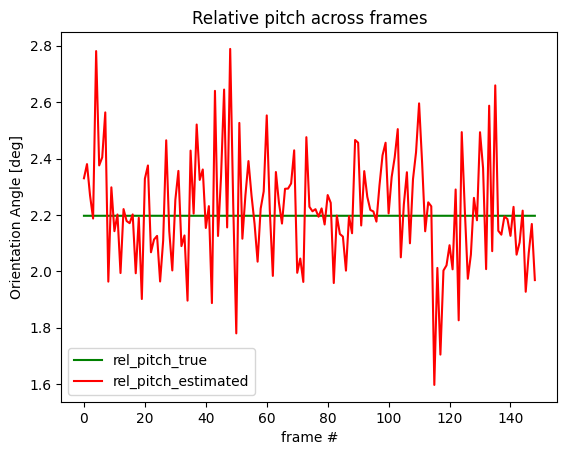 Relative pitch across frames
Orientation Angle [deg]
2.8
2.6
2.4
2.2
2.0
1.8
1.6
rel_pitch_true
rel_pitch_estimated
0 20 40 60 80 100 120 140
frame #